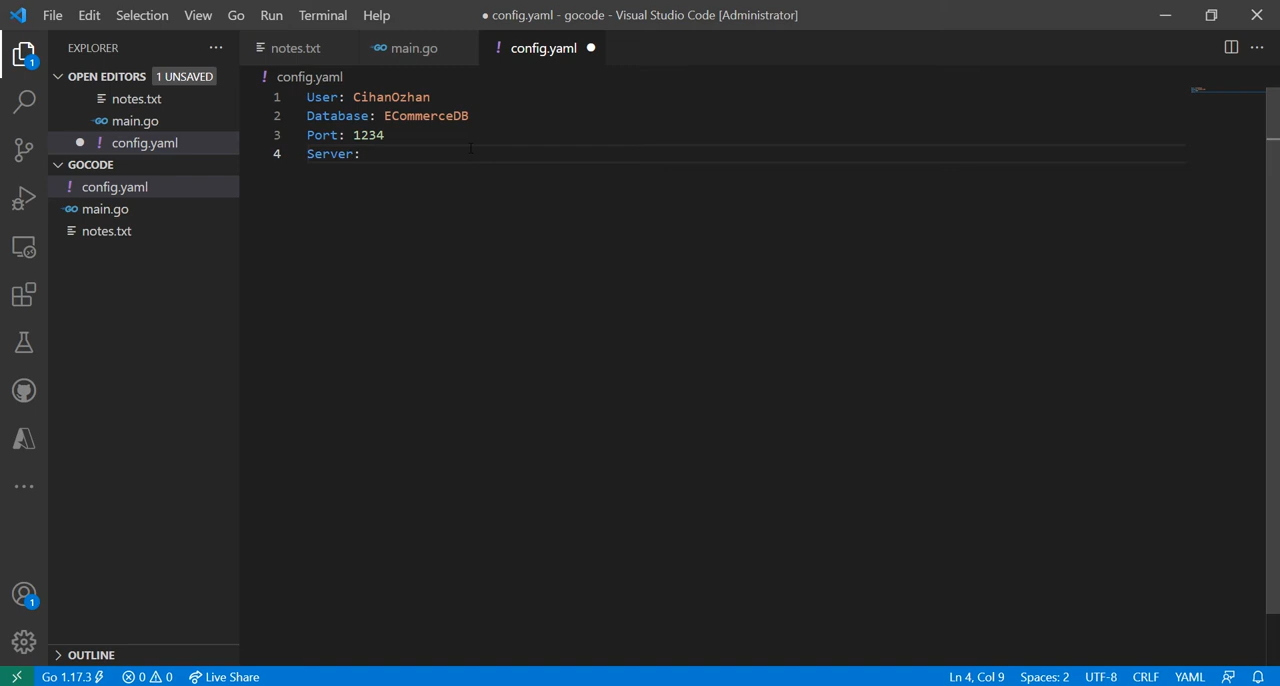 File Edit Selection View Go Run Terminal Help ● config.yaml - gocode - Visual Studio Code [Administrator]
EXPLORER ...
notes.txt main.go config.yaml
1
OPEN EDITORS 1 UNSAVED
notes.txt
main.go
config.yaml
GOCODE
config.yaml
main.go
notes.txt
config.yaml
1 User: CihanOzhan
2 Database: ECommerceDB
3 Port: 1234
4 Server:
1
OUTLINE
Go 1.17.3 0 0 Live Share Ln 4, Col 9 Spaces: 2 UTF-8 CRLF YAML